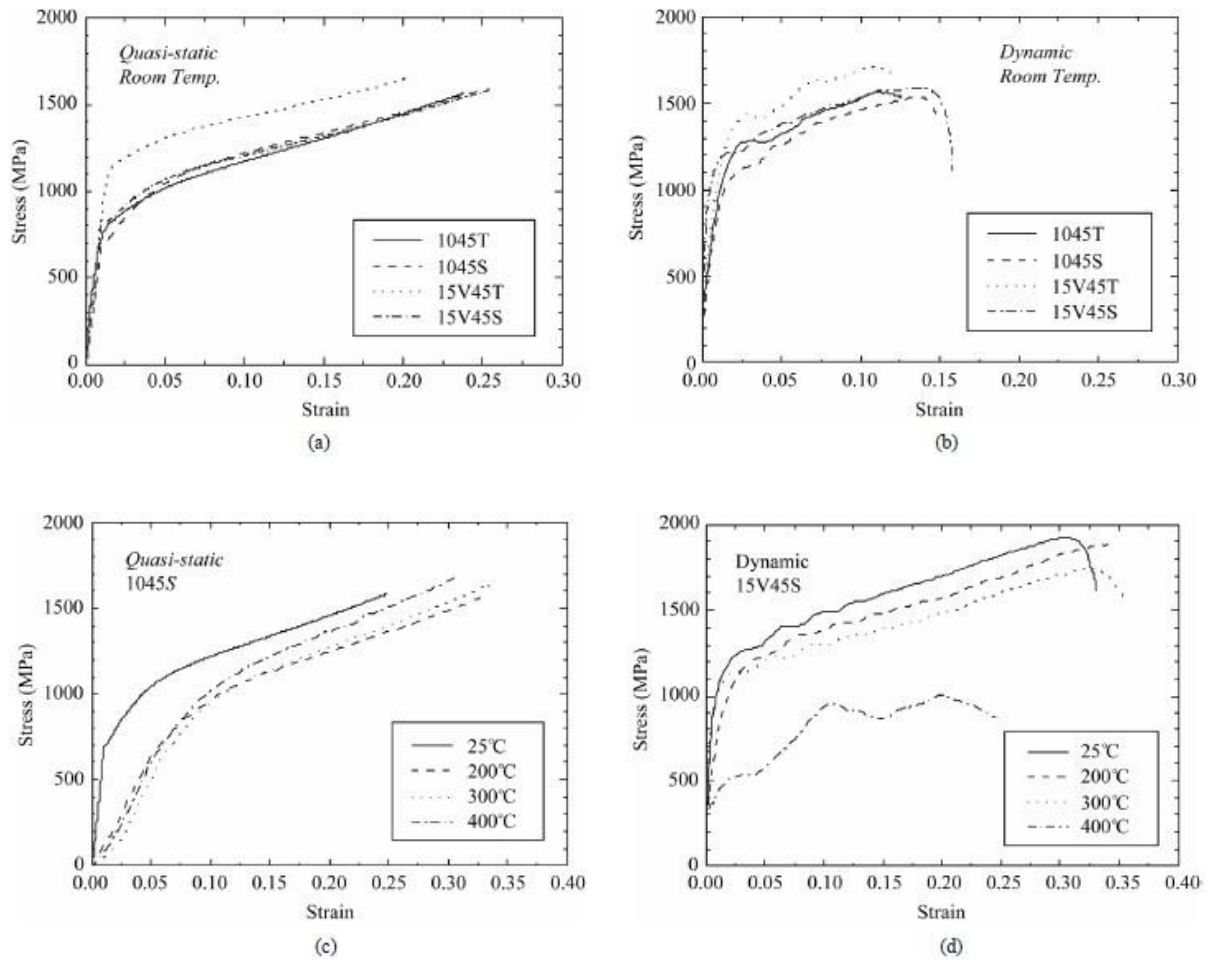 2000
1500
1000
500
0
Stress (MPa)
Quasi-static
Room Temp.
1045T
1045S
15V45T
15V45S
0.00 0.05 0.10 0.15 0.20 0.25 0.30
Strain
(a)
2000
1500
1000
500
0
Stress (MPa)
Dynamic
Room Temp.
1045T
1045S
15V45T
15V45S
0.00 0.05 0.10 0.15 0.20 0.25 0.30
Strain
(b)
2000
1500
1000
500
0
Stress (MPa)
Quasi-static
1045S
25℃
200℃
300℃
400℃
0.00 0.05 0.10 0.15 0.20 0.25 0.30 0.35 0.40
Strain
(c)
2000
1500
1000
500
0
Stress (MPa)
Dynamic
15V45S
25℃
200℃
300℃
400℃
0.00 0.05 0.10 0.15 0.20 0.25 0.30 0.35 0.40
Strain
(d)